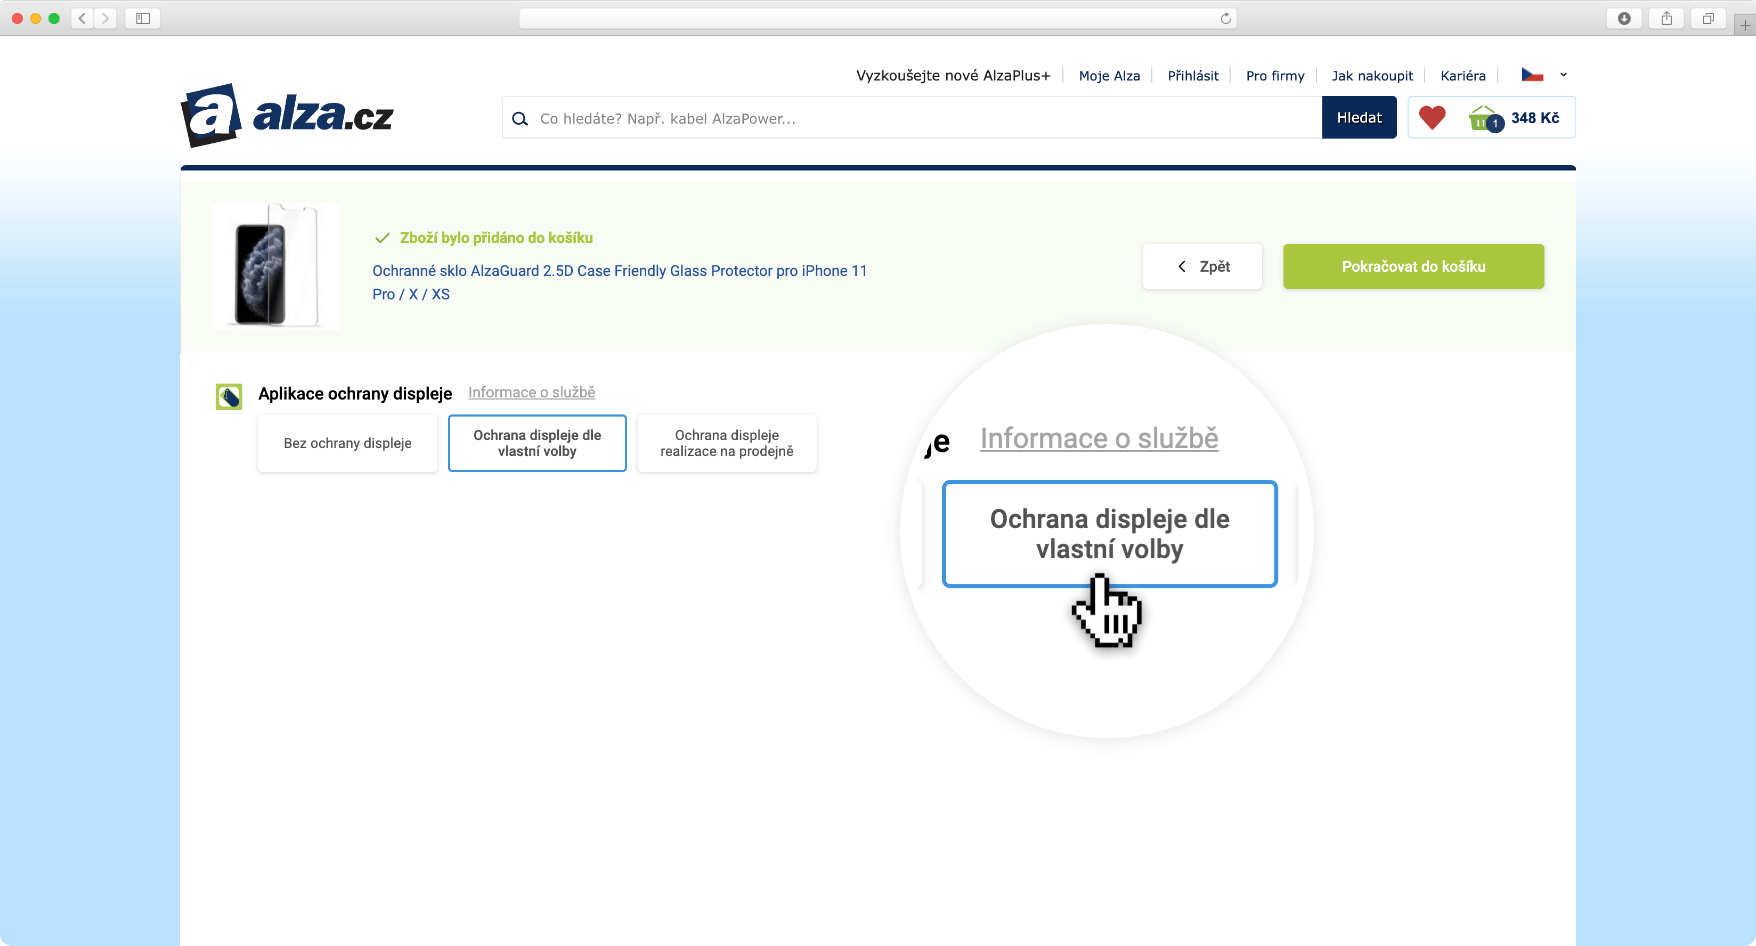 Vyzkoušejte nové AlzaPlus+
Moje Alza
Přihlásit
Pro firmy
Jak nakoupit
Kariéra
a alza.cz
Co hledáte? Např. kabel AlzaPower...
Hledat
1
348 Kč
Zboží bylo přidáno do košíku
Ochranné sklo AlzaGuard 2.5D Case Friendly Glass Protector pro iPhone 11
Pro / X / XS
Zpět
Pokračovat do košíku
Aplikace ochrany displeje
Informace o službě
Bez ochrany displeje
Ochrana displeje dle
vlastní volby
Ochrana displeje
realizace na prodejně
je Informace o službě
Ochrana displeje dle
vlastní volby